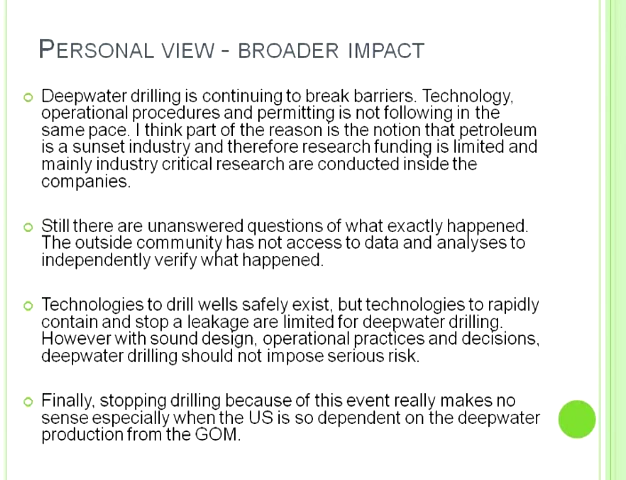 PERSONAL VIEW - BROADER IMPACT
Deepwater drilling is continuing to break barriers. Technology,
operational procedures and permitting is not following in the
same pace. I think part of the reason is the notion that petroleum
is a sunset industry and therefore research funding is limited and
mainly industry critical research are conducted inside the
companies.
Still there are unanswered questions of what exactly happened.
The outside community has not access to data and analyses to
independently verify what happened.
Technologies to drill wells safely exist, but technologies to rapidly
contain and stop a leakage are limited for deepwater drilling.
However with sound design, operational practices and decisions,
deepwater drilling should not impose serious risk.
Finally, stopping drilling because of this event really makes no
sense especially when the US is so dependent on the deepwater
production from the GOM.